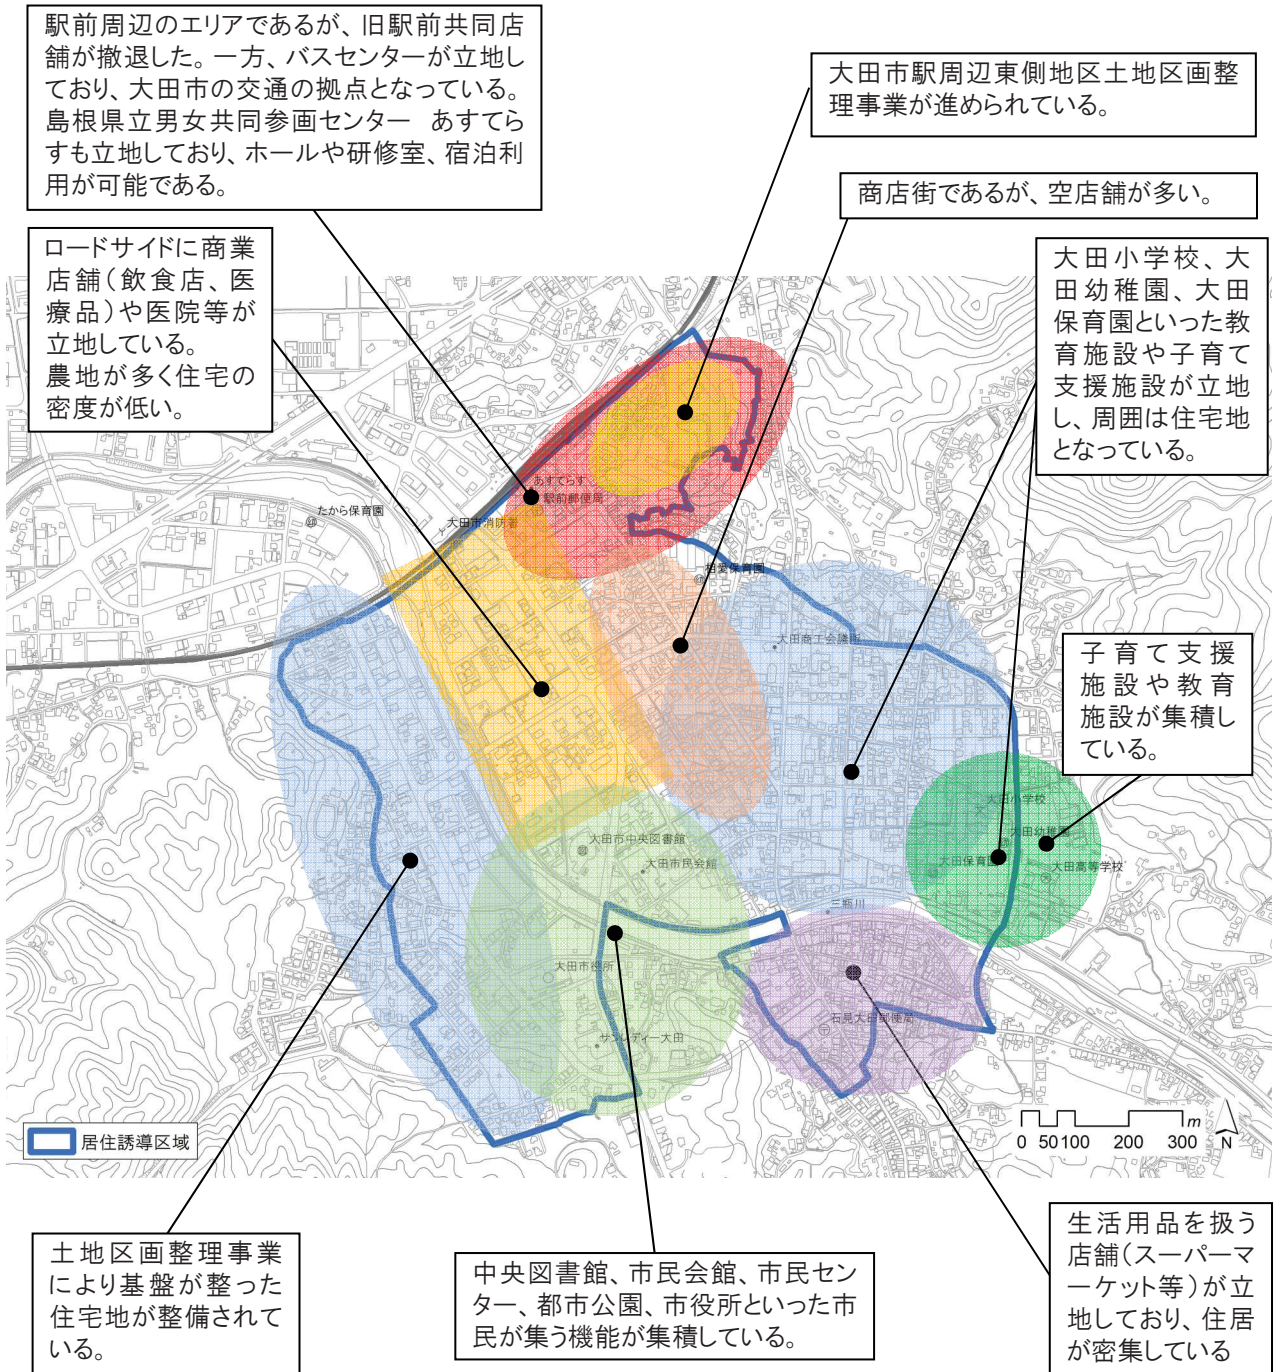 駅前周辺のエリアであるが、旧駅前共同店
舗が撤退した。一方、バスセンターが立地し
ており、大田市の交通の拠点となっている。
島根県立男女共同参画センター　あすてら
すも立地しており、ホールや研修室、宿泊利
用が可能である。
大田市駅周辺東側地区土地区画整
理事業が進められている。
商店街であるが、空店舗が多い。
ロードサイドに商業
店舗（飲食店、医
療品）や医院等が
立地している。
農地が多く住宅の
密度が低い。
大田小学校、大
田幼稚園、大田
保育園といった教
育施設や子育て
支援施設が立地
し、周囲は住宅地
となっている。
あすてらす
駅前郵便局
たから保育園
大田市消防署
相愛保育園
大田商工会議所
子育て支援
施設や教育
施設が集積し
ている。
大田小学校
大田幼稚園
大田保育園
大田高等学校
大田市中央図書館
大田市民会館
三瓶川
大田市役所
石見大田郵便局
サンレディー大田
居住誘導区域
0 50 100 200 300 m
N
土地区画整理事業
により基盤が整った
住宅地が整備されて
いる。
中央図書館、市民会館、市民セン
ター、都市公園、市役所といった市
民が集う機能が集積している。
生活用品を扱う
店舗（スーパーマ
ーケット等）が立
地しており、住居
が密集している